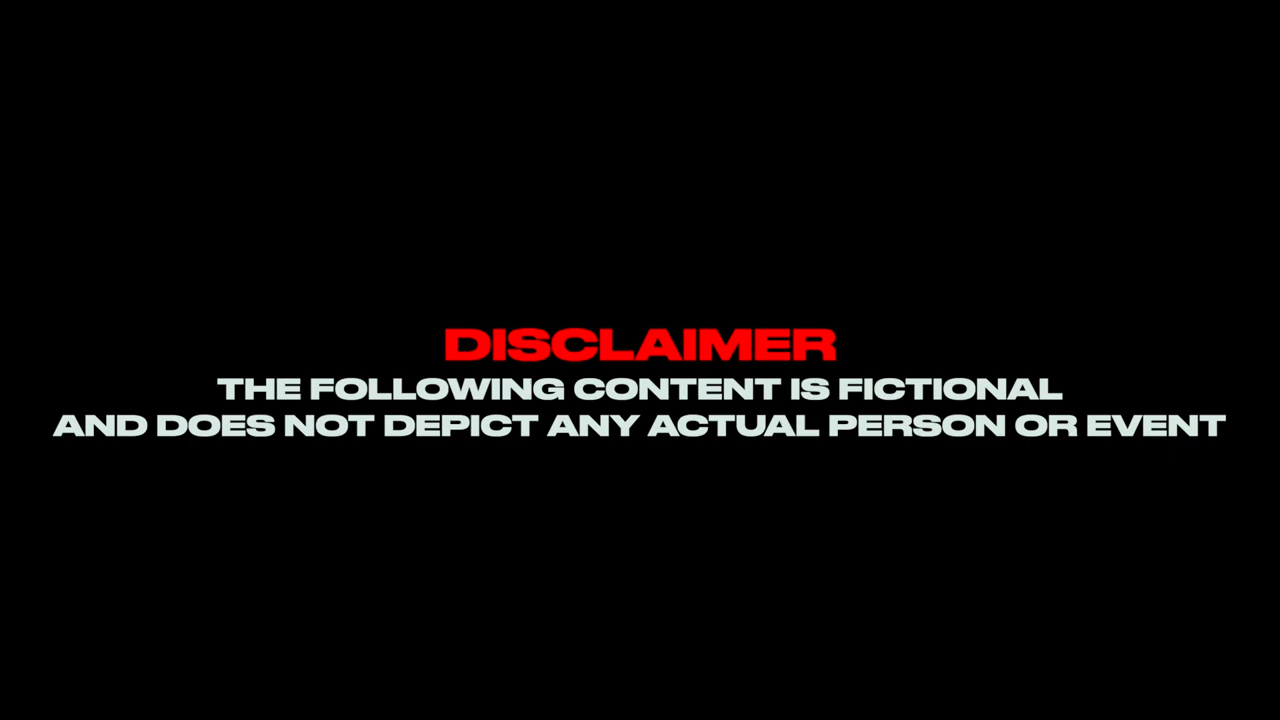 DISCLAIMER
THE FOLLOWING CONTENT IS FICTIONAL
AND DOES NOT DEPICT ANY ACTUAL PERSON OR EVENT